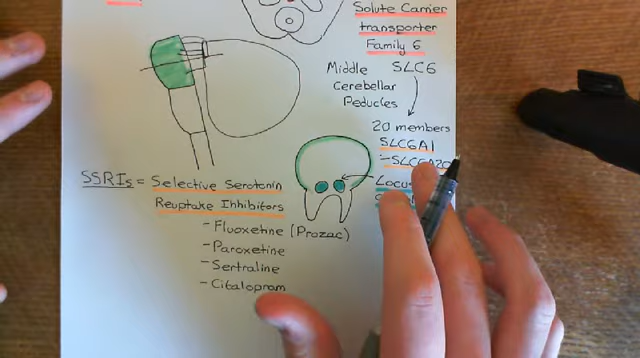 Solute Carrier
transporter
Family 6
Middle SLC6
Cerebellar
Peducles
20 members
SLC6A1
-SLC6A20
SSRIs = Selective Serotonin
Reuptake Inhibitors
- Fluoxetine (Prozac)
- Paroxetine
- Sertraline
- Citalopram